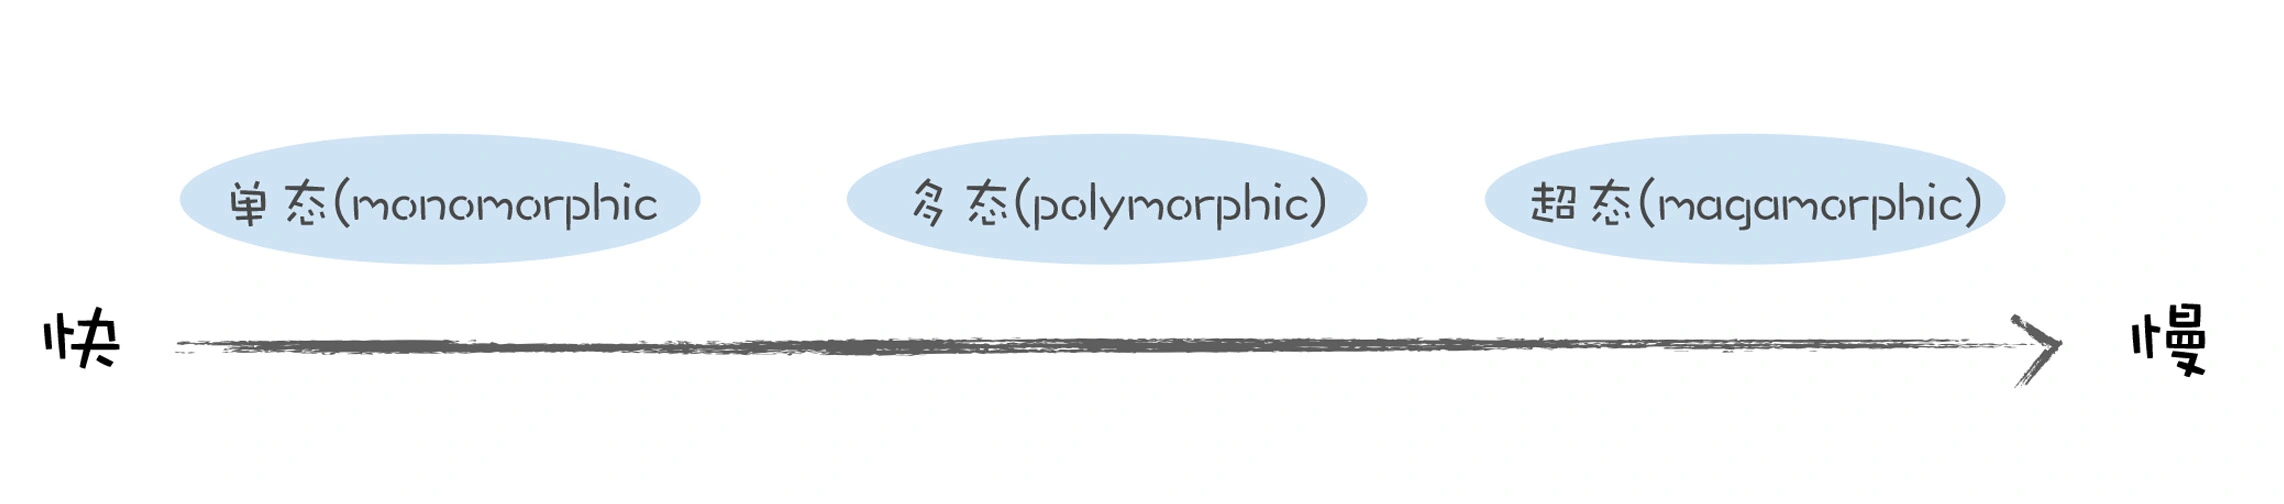 单态(monomorphic
多态(polymorphic)
超态(magamorphic)
快
慢